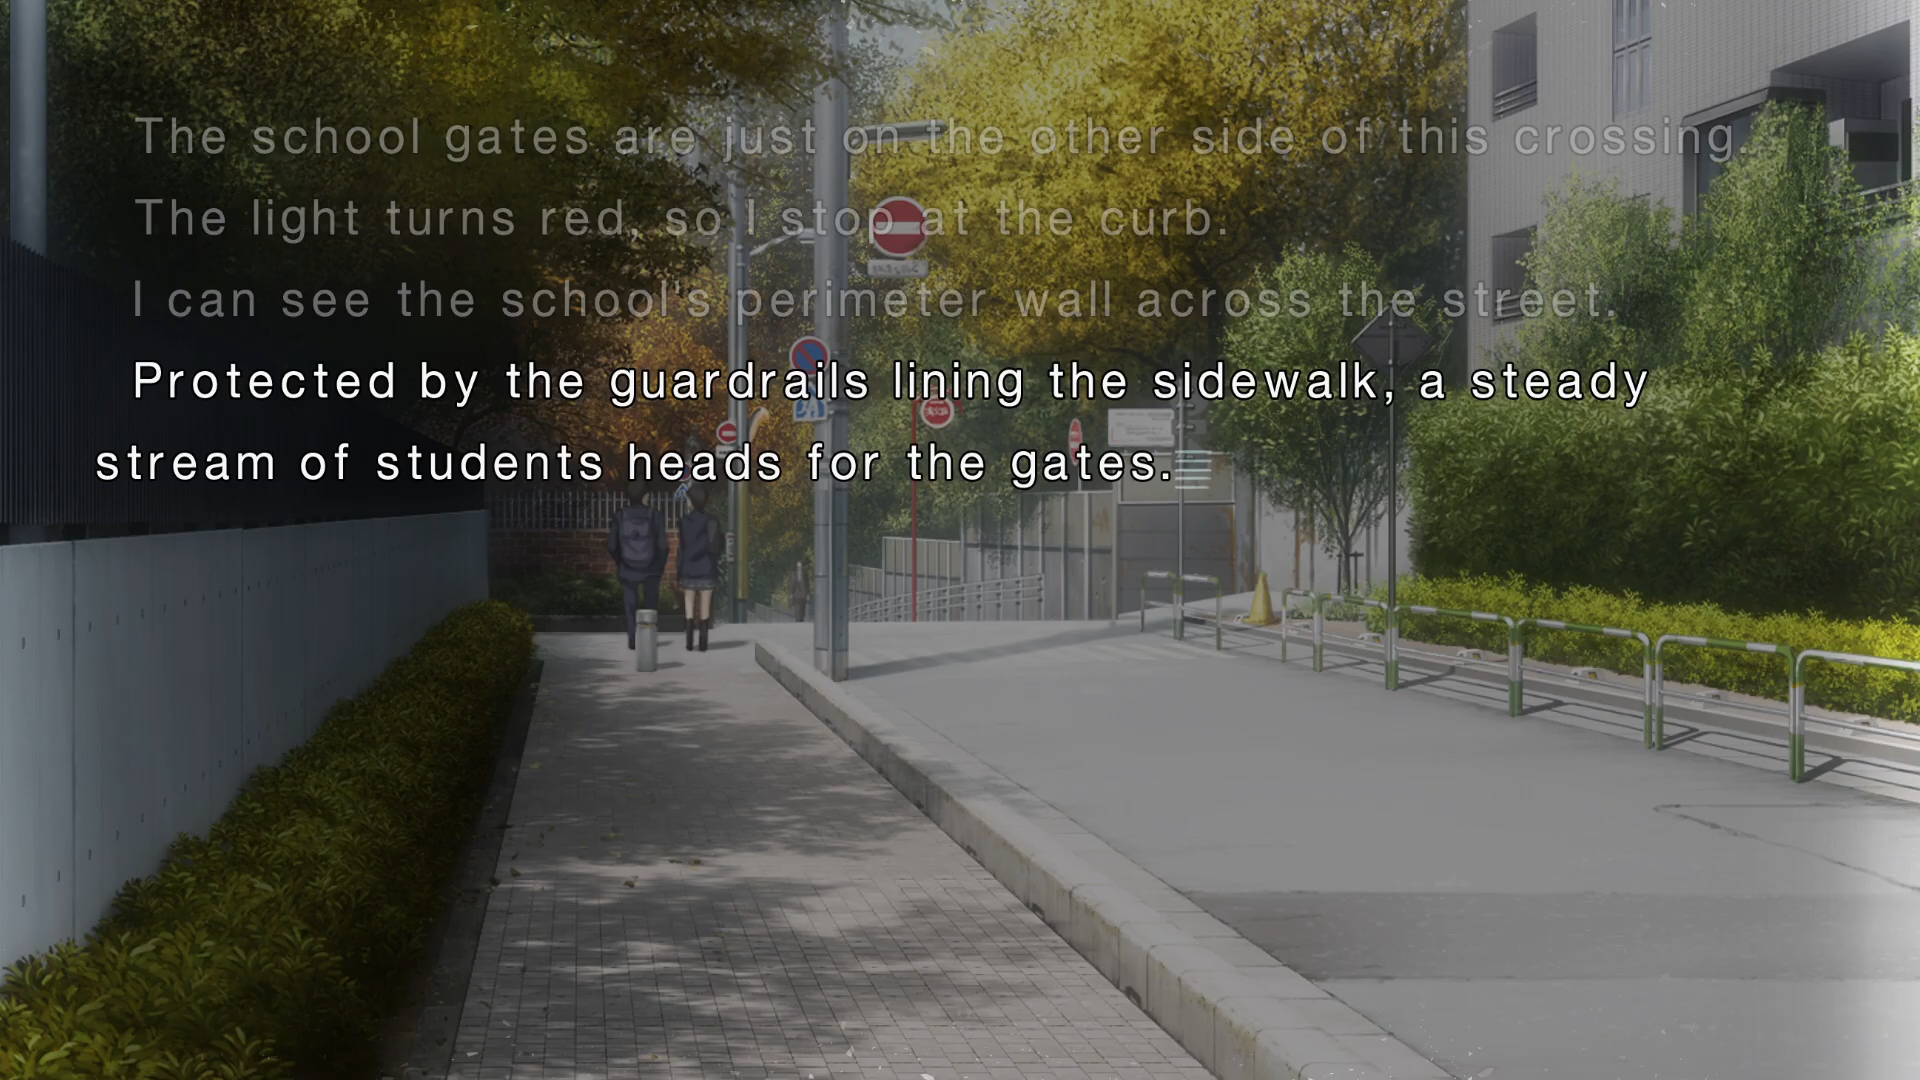 The school gates are just on the other side of this crossing
The light turns red, so I stop at the curb.
I can see the school's perimeter wall across the street.
Protected by the guardrails lining the sidewalk, a steady
stream of students heads for the gates.